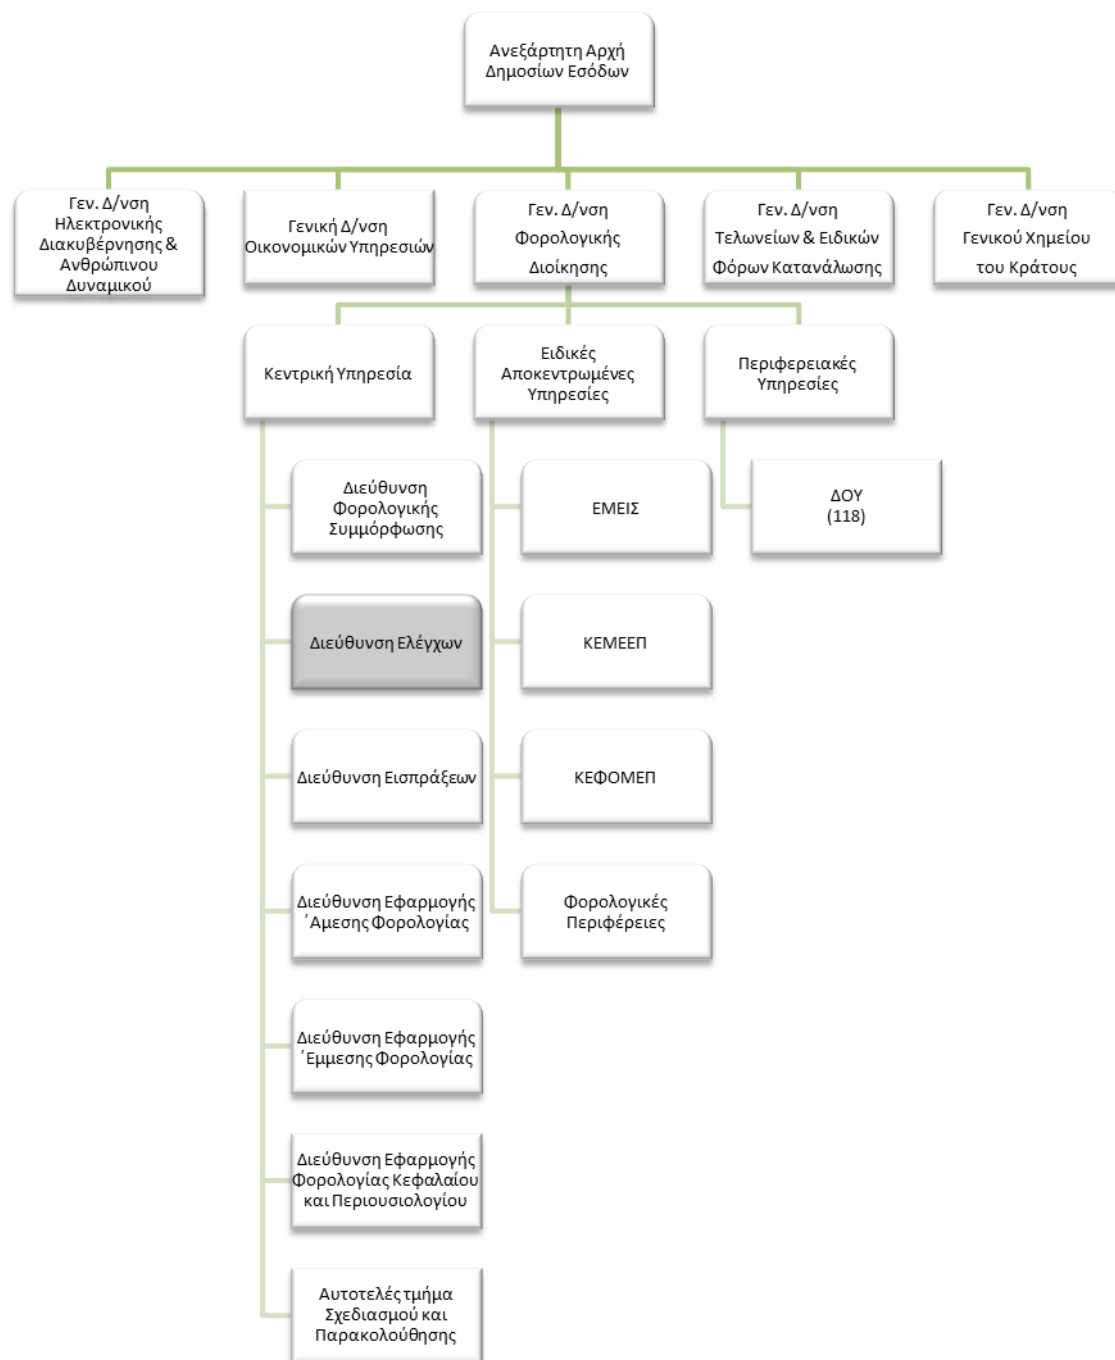 Ανεξάρτητη Αρχή
Δημοσίων Εσόδων
Γεν. Δ/νση
Ηλεκτρονικής
Διακυβέρνησης &
Ανθρώπινου
Δυναμικού
Γενική Δ/νση
Οικονομικών Υπηρεσιών
Γεν. Δ/νση
Φορολογικής
Διοίκησης
Γεν. Δ/νση
Τελωνείων & Ειδικών
Φόρων Κατανάλωσης
Γεν. Δ/νση
Γενικού Χημείου
του Κράτους
Κεντρική Υπηρεσία
Ειδικές
Αποκεντρωμένες
Υπηρεσίες
Περιφερειακές
Υπηρεσίες
Διεύθυνση
Φορολογικής
Συμμόρφωσης
ΕΜΕΙΣ
ΔΟΥ
(118)
Διεύθυνση Ελέγχων
ΚΕΜΕΕΠ
Διεύθυνση Εισπράξεων
ΚΕΦΟΜΕΠ
Διεύθυνση Εφαρμογής
΄Αμεσης Φορολογίας
Φορολογικές
Περιφέρειες
Διεύθυνση Εφαρμογής
΄Εμμεσης Φορολογίας
Διεύθυνση Εφαρμογής
Φορολογίας Κεφαλαίου
και Περιουσιολογίου
Αυτοτελές τμήμα
Σχεδιασμού και
Παρακολούθησης